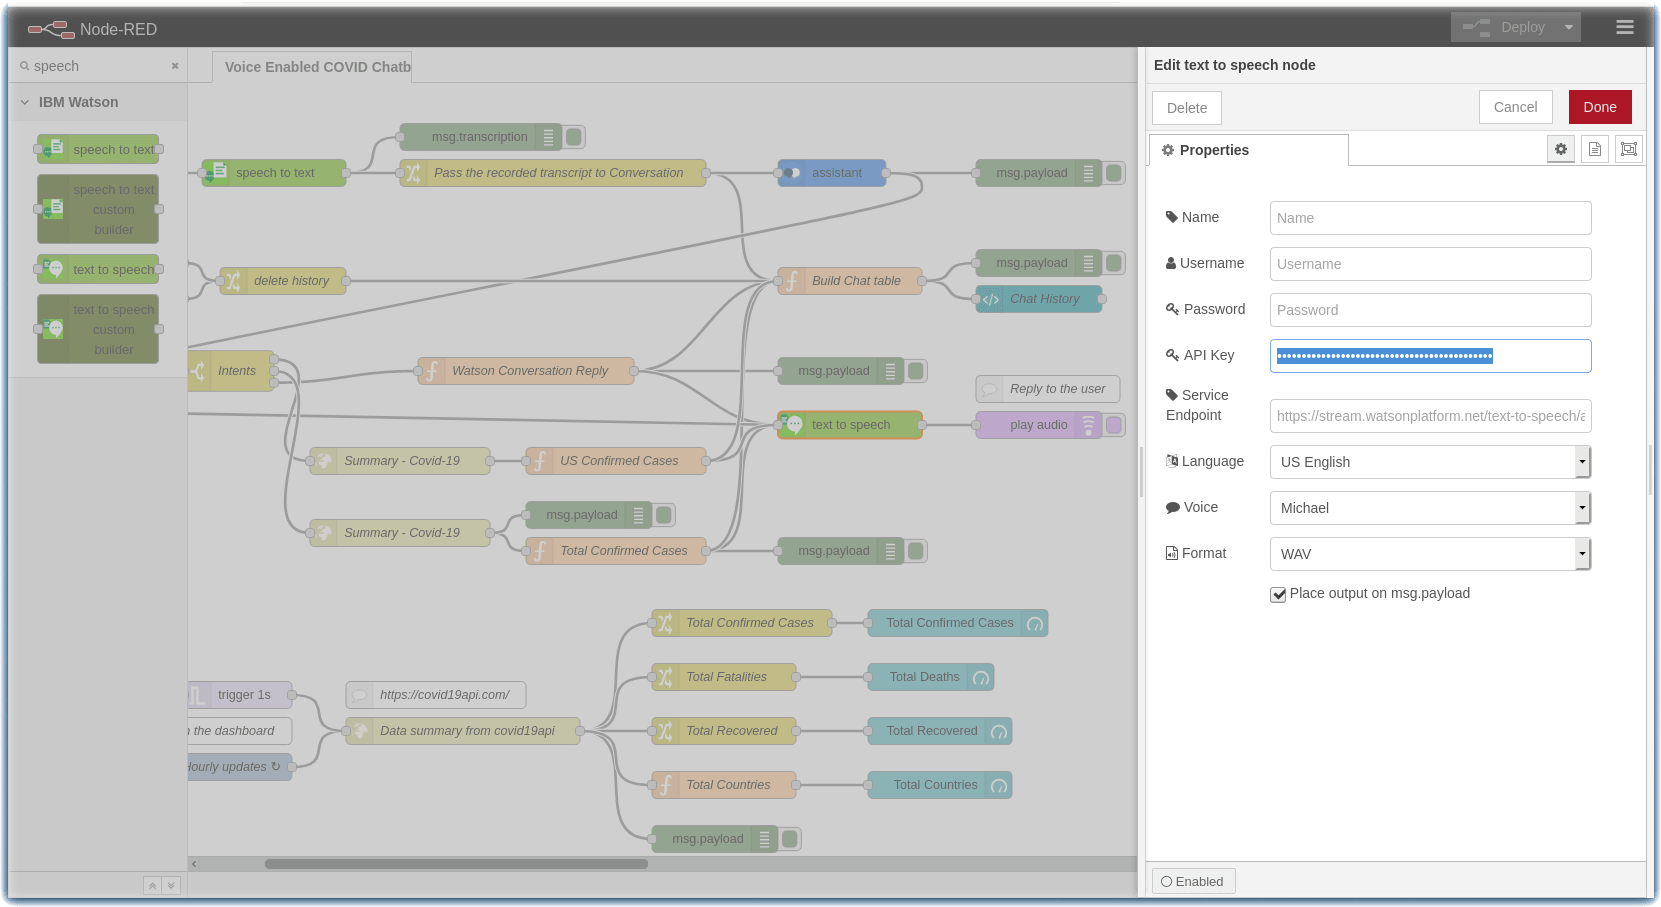 Node-RED
Deploy
speech
Voice Enabled COVID Chatb
IBM Watson
speech to text
speech to text
custom
builder
text to speech
text to speech
custom
builder
msg.transcription
speech to text
Pass the recorded transcript to Conversation
assistant
msg.payload
delete history
Build Chat table
msg.payload
Chat History
Intents
Watson Conversation Reply
msg.payload
Reply to the user
text to speech
play audio
Summary - Covid-19
US Confirmed Cases
msg.payload
Summary - Covid-19
Total Confirmed Cases
msg.payload
Total Confirmed Cases
Total Confirmed Cases
Total Fatalities
Total Deaths
trigger 1s
https://covid19api.com/
n the dashboard
Data summary from covid19api
Total Recovered
Total Recovered
Hourly updates ↻
Total Countries
Total Countries
msg.payload
Edit text to speech node
Delete
Cancel
Done
Properties
Name
Name
Username
Username
Password
Password
API Key
Service
Endpoint
https://stream.watsonplatform.net/text-to-speech/a
Language
US English
Voice
Michael
Format
WAV
Place output on msg.payload
Enabled